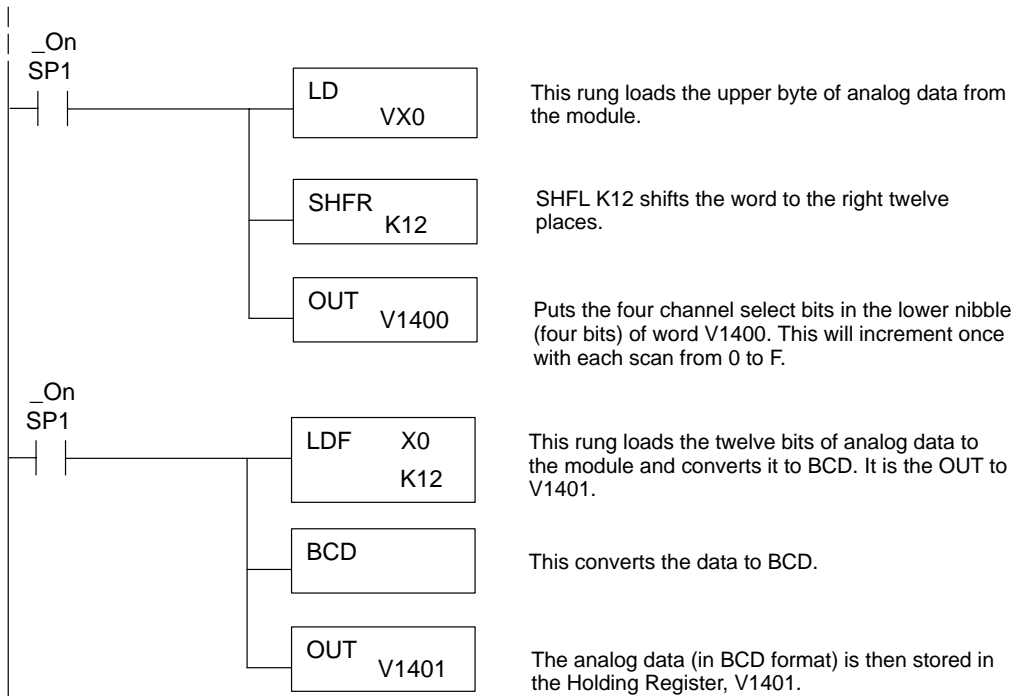 _On
SP1
LD
VX0
This rung loads the upper byte of analog data from
the module.
SHFR
K12
SHFL K12 shifts the word to the right twelve
places.
OUT
V1400
Puts the four channel select bits in the lower nibble
(four bits) of word V1400. This will increment once
with each scan from 0 to F.
_On
SP1
LDF X0
K12
This rung loads the twelve bits of analog data to
the module and converts it to BCD. It is the OUT to
V1401.
BCD
This converts the data to BCD.
OUT
V1401
The analog data (in BCD format) is then stored in
the Holding Register, V1401.